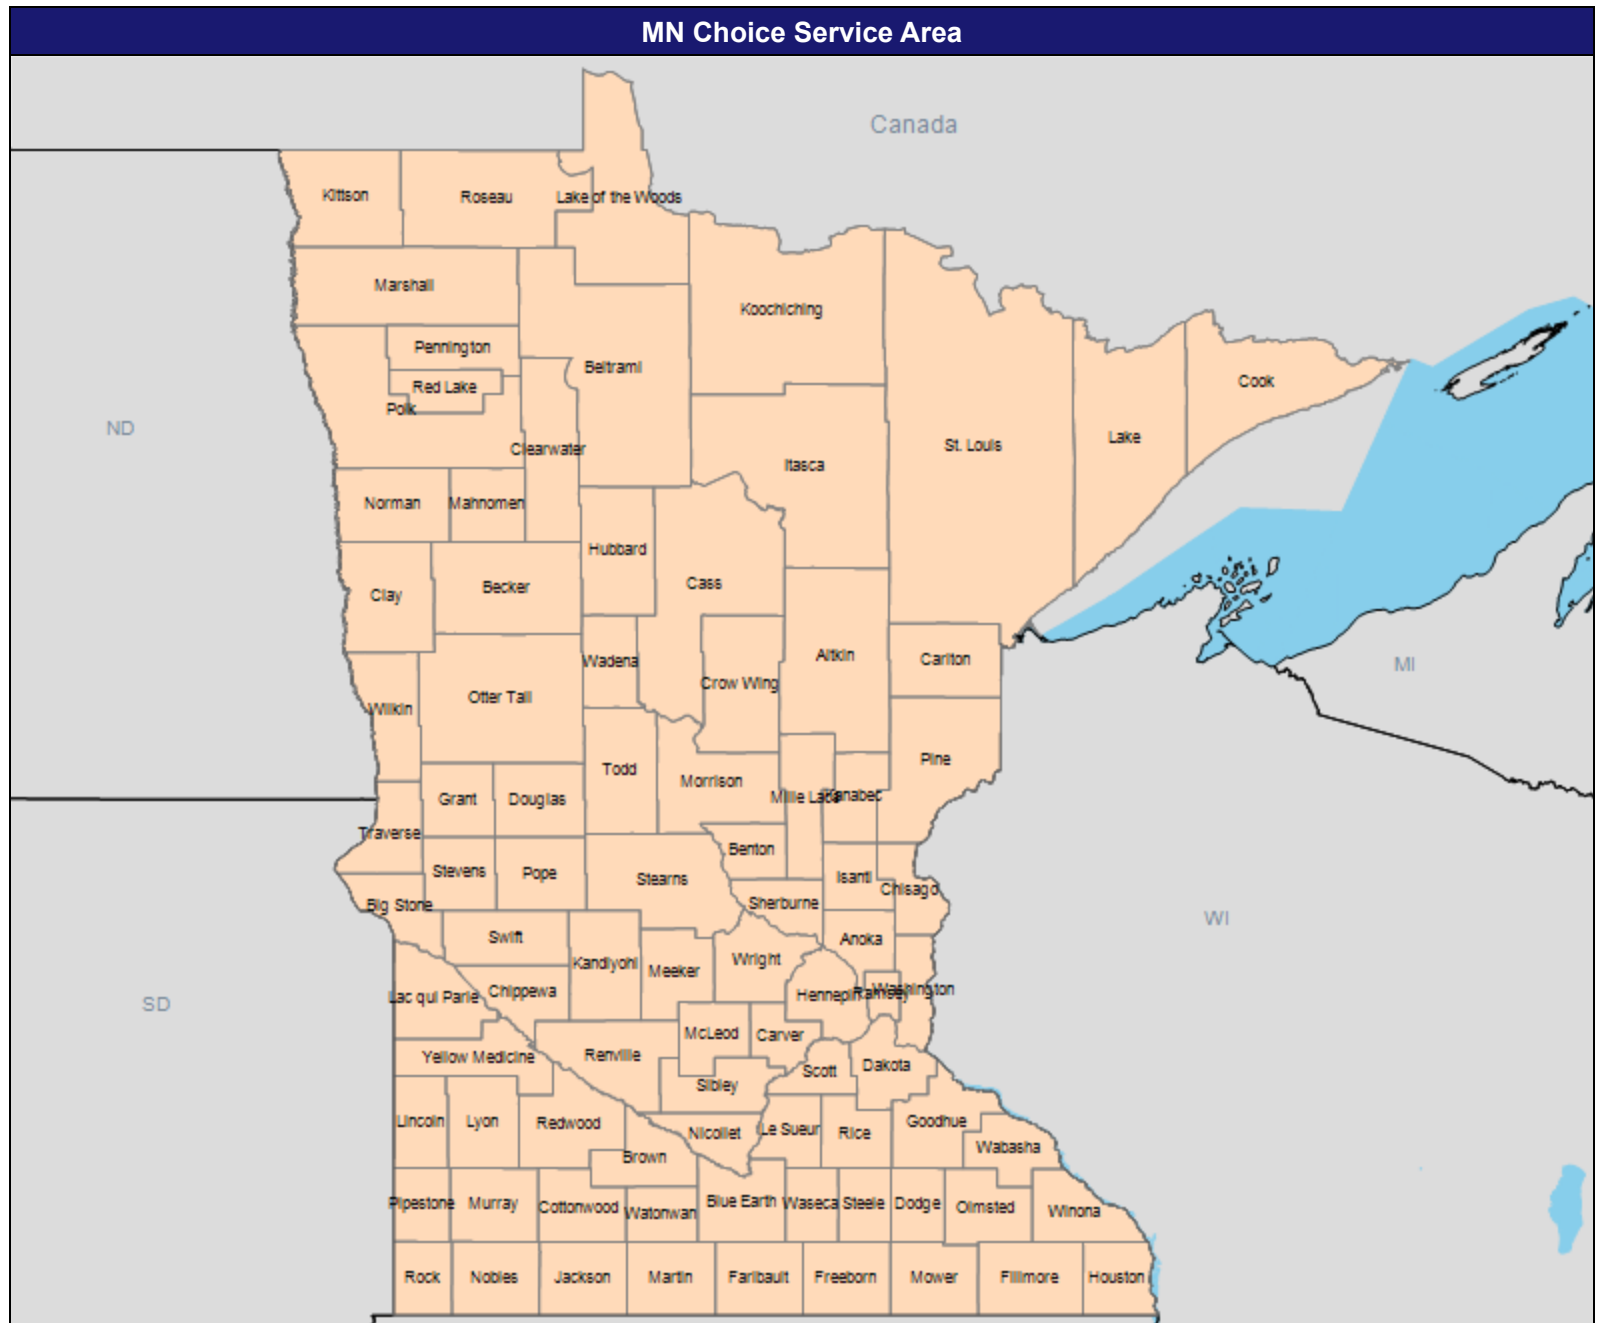 MN Choice Service Area
Canada
Kittson
Roseau
Lake of the Woods
Marshall
Koochiching
Pennington
Beltrami
Red Lake
Cook
Polk
ND
Lake
St. Louis
Clearwater
Itasca
Norman
Mahnomen
Hubbard
Cass
Becker
Clay
Aitkin
Carlton
Wadena
MI
Crow Wing
Otter Tail
Wilkin
Pine
Todd
Morrison
Mille Lacs
Kanabec
Grant
Douglas
Traverse
Benton
Stevens
Pope
Stearns
Isanti
Chisago
Big Stone
Sherburne
WI
Swift
Anoka
Kandiyohi
Wright
Meeker
Chippewa
Lac qui Parle
Hennepin
Ramsey
Washington
SD
McLeod
Carver
Yellow Medicine
Renville
Dakota
Scott
Sibley
Lincoln
Lyon
Redwood
Nicollet
Le Sueur
Rice
Goodhue
Wabasha
Brown
Pipestone
Murray
Cottonwood
Watonwan
Blue Earth
Waseca
Steele
Dodge
Olmsted
Winona
Rock
Nobles
Jackson
Martin
Faribault
Freeborn
Mower
Fillmore
Houston